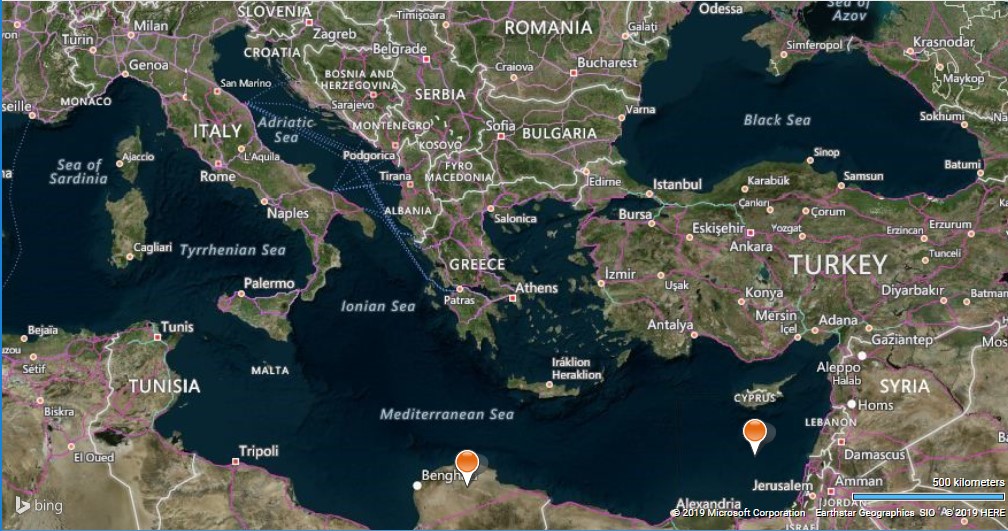 Sea of
Azov
Odessa
SLOVENIA
Timişoara
ROMANIA
Galați
Milan
Zagreb
Turin
CROATIA
Belgrade
Simferopol
Krasnodar
Genoa
Craiova
Bucharest
San Marino
BOSNIA AND
HERZEGOVINA
Maykop
MONACO
SERBIA
Sarajevo
Varna
Sokhumi
ITALY
Adriatic
Sea
MONTENEGRO
Sofia
BULGARIA
Black Sea
KOSOVO
Ajaccio
L'Aquila
Podgorica
Sinop
Batumi
Sea of
Sardinia
Rome
Tirana
FYRO
MACEDONIA
Edirne
Istanbul
Karabük
Samsun
Naples
ALBANIA
Salonica
Bursa
Çankırı
Çorum
Eskişehir
Yozgat
Erzincan
Erzurum
Cagliari
Tyrrhenian Sea
Ankara
Tunceli
GREECE
TURKEY
Palermo
İzmir
Uşak
Diyarbakır
Ionian Sea
Patras
Athens
Konya
Mersin
İçel
Adana
Bejaïa
Tunis
Antalya
Gaziantep
Sétif
MALTA
Iráklion
Heraklion
Aleppo
Halab
TUNISIA
SYRIA
Biskra
CYPRUS
Homs
Mediterranean Sea
LEBANON
El Oued
Tripoli
Damascus
Jerusalem
Amman
500 kilometers
bing
Alexandria
JORDAN
© 2019 Microsoft Corporation Earthstar Geographics SIO © 2019 HERE